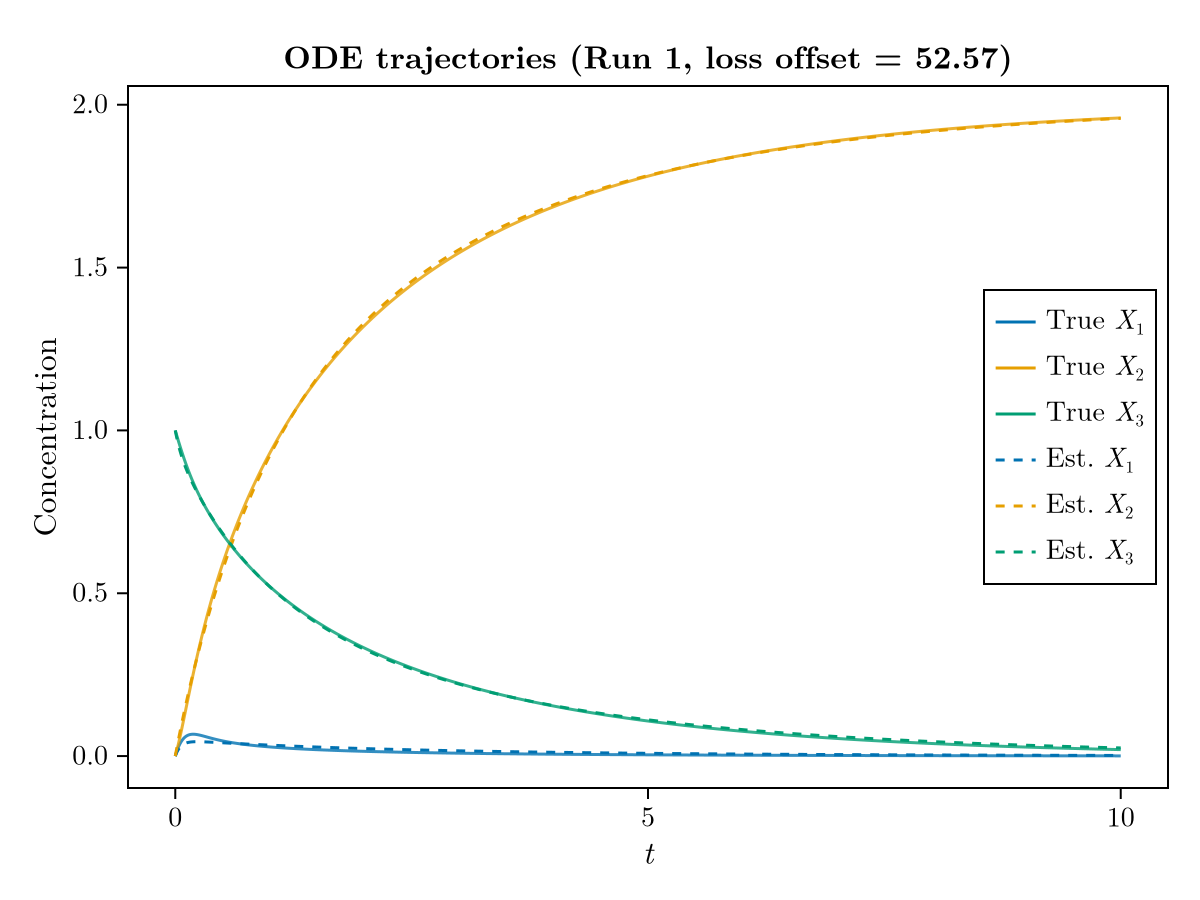 ODE trajectories (Run 1, loss offset = 52.57)
Concentration
2.0
1.5
1.0
0.5
0.0
0
5
10
t
True X₁
True X₂
True X₃
Est. X₁
Est. X₂
Est. X₃